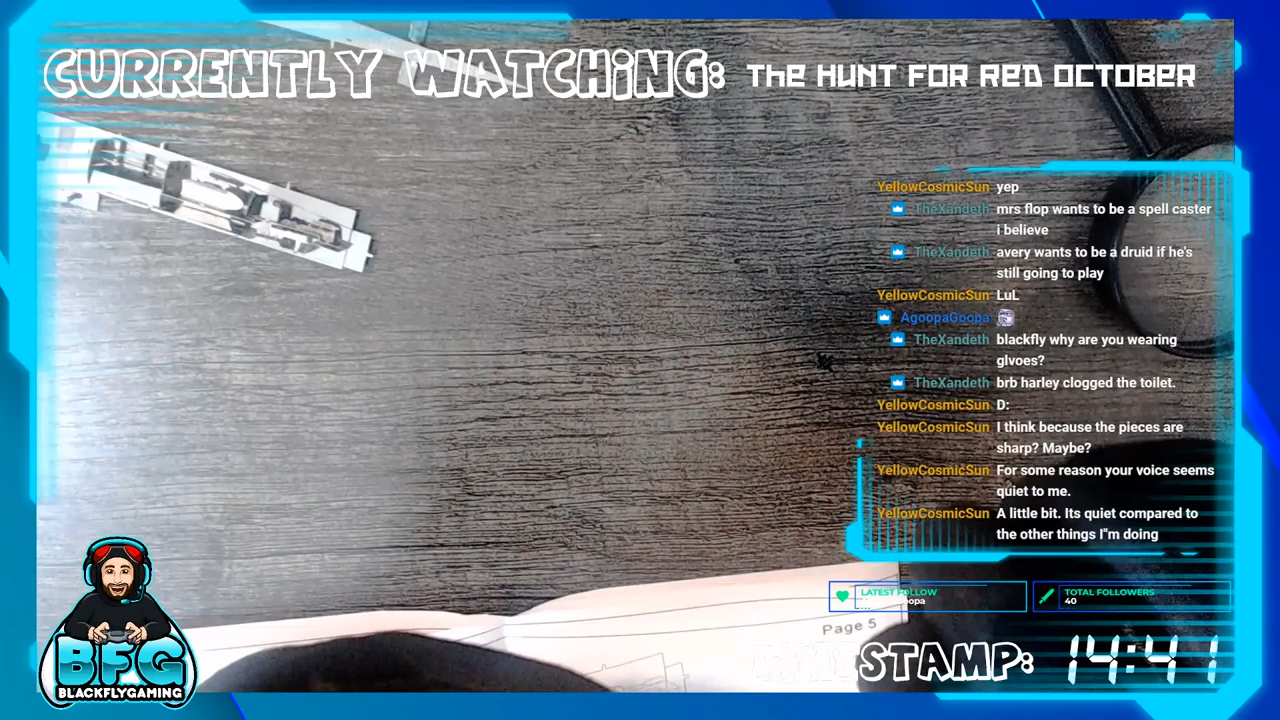 CURRENTLY WATCHING: THE HUNT FOR RED OCTOBER
YellowCosmicSun yep
TheXandeth mrs flop wants to be a spell caster
i believe
TheXandeth avery wants to be a druid if he's
still going to play
YellowCosmicSun LuL
AgoopaGoopa
TheXandeth blackfly why are you wearing
glvoes?
TheXandeth brb harley clogged the toilet.
YellowCosmicSun D:
YellowCosmicSun I think because the pieces are
sharp? Maybe?
YellowCosmicSun For some reason your voice seems
quiet to me.
YellowCosmicSun A little bit. Its quiet compared to
the other things I"m doing
LATEST FOLLOW
TOTAL FOLLOWERS
40
Page 5
TIMESTAMP: 14:41
BFG
BLACKFLYGAMING